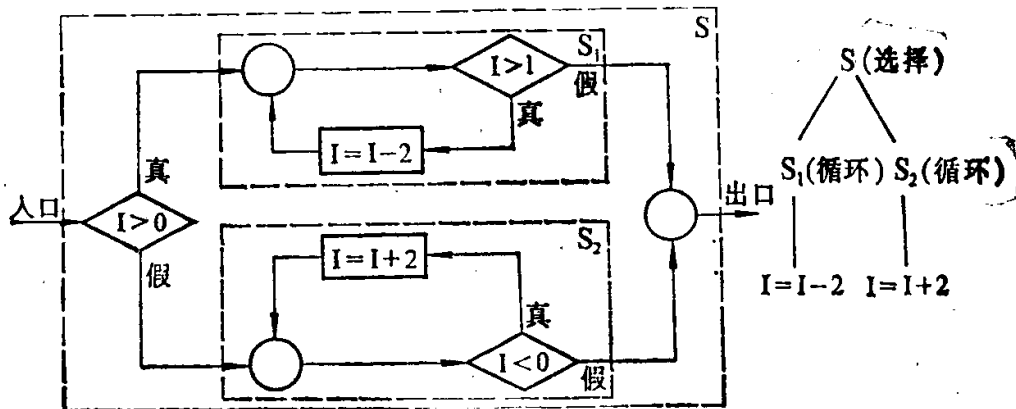 S
S₁
I>1
假
真
I=I-2
真
入口
I>0
假
出口
S₂
I=I+2
真
I<0
假
S(选择)
S₁(循环) S₂(循环)
I=I-2 I=I+2